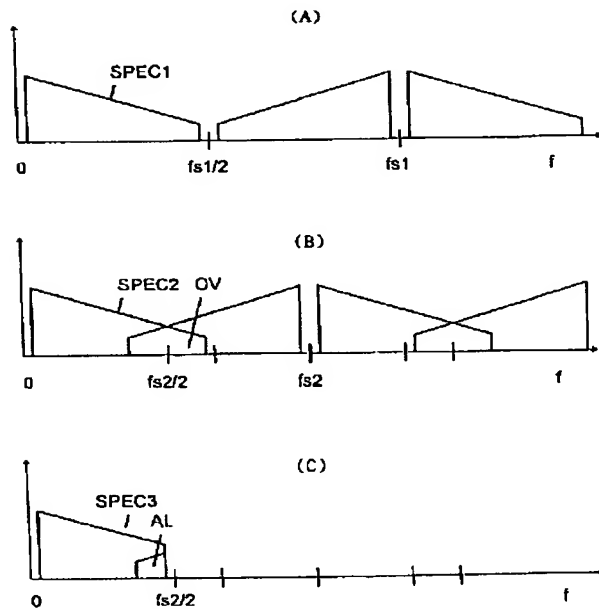 (A)
SPEC1
0 fs1/2 fs1 f
(B)
SPEC2 OV
0 fs2/2 fs2 f
(C)
SPEC3
AL
0 fs2/2 f